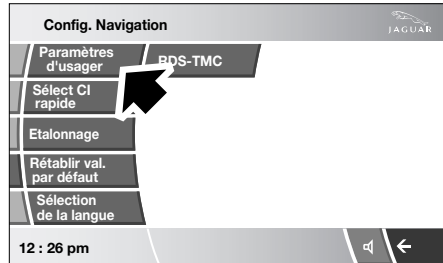 Config. Navigation
JAGUAR
Paramètres
d'usager
RDS-TMC
Sélect CI
rapide
Etalonnage
Rétablir val.
par défaut
Sélection
de la langue
12 : 26 pm